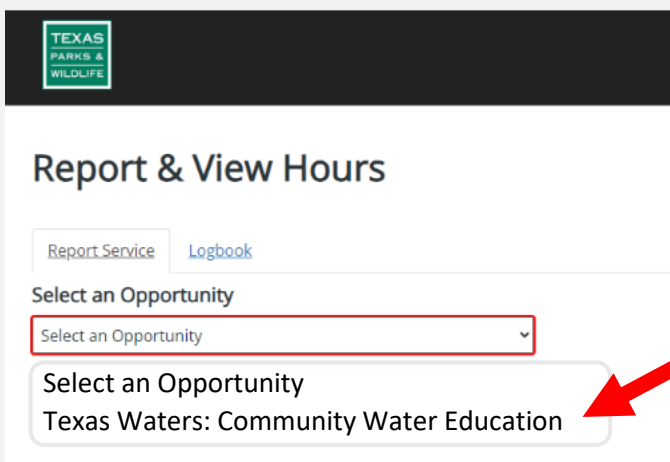 TEXAS
PARKS &
WILDLIFE
Report & View Hours
Report Service Logbook
Select an Opportunity
Select an Opportunity
Select an Opportunity
Texas Waters: Community Water Education